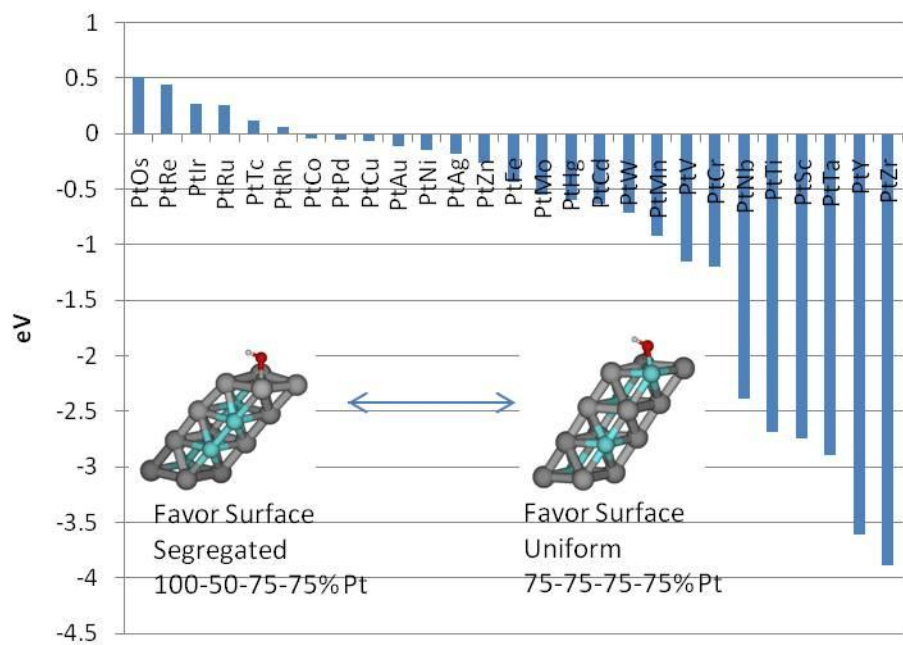 1
0.5
0
-0.5
-1
-1.5
-2
-2.5
-3
-3.5
-4
-4.5
eV
PtOs
PtRe
PtIr
PtRu
PtTc
PtRh
PtCo
PtPd
PtCu
PtAu
PtNi
PtAg
PtZn
PtFe
PtMo
PtHg
PtCd
PtW
PtMn
PtV
PtCr
PtNb
PtTi
PtSc
PtTa
PtY
PtZr
Favor Surface
Segregated
100-50-75-75%Pt
Favor Surface
Uniform
75-75-75-75%Pt